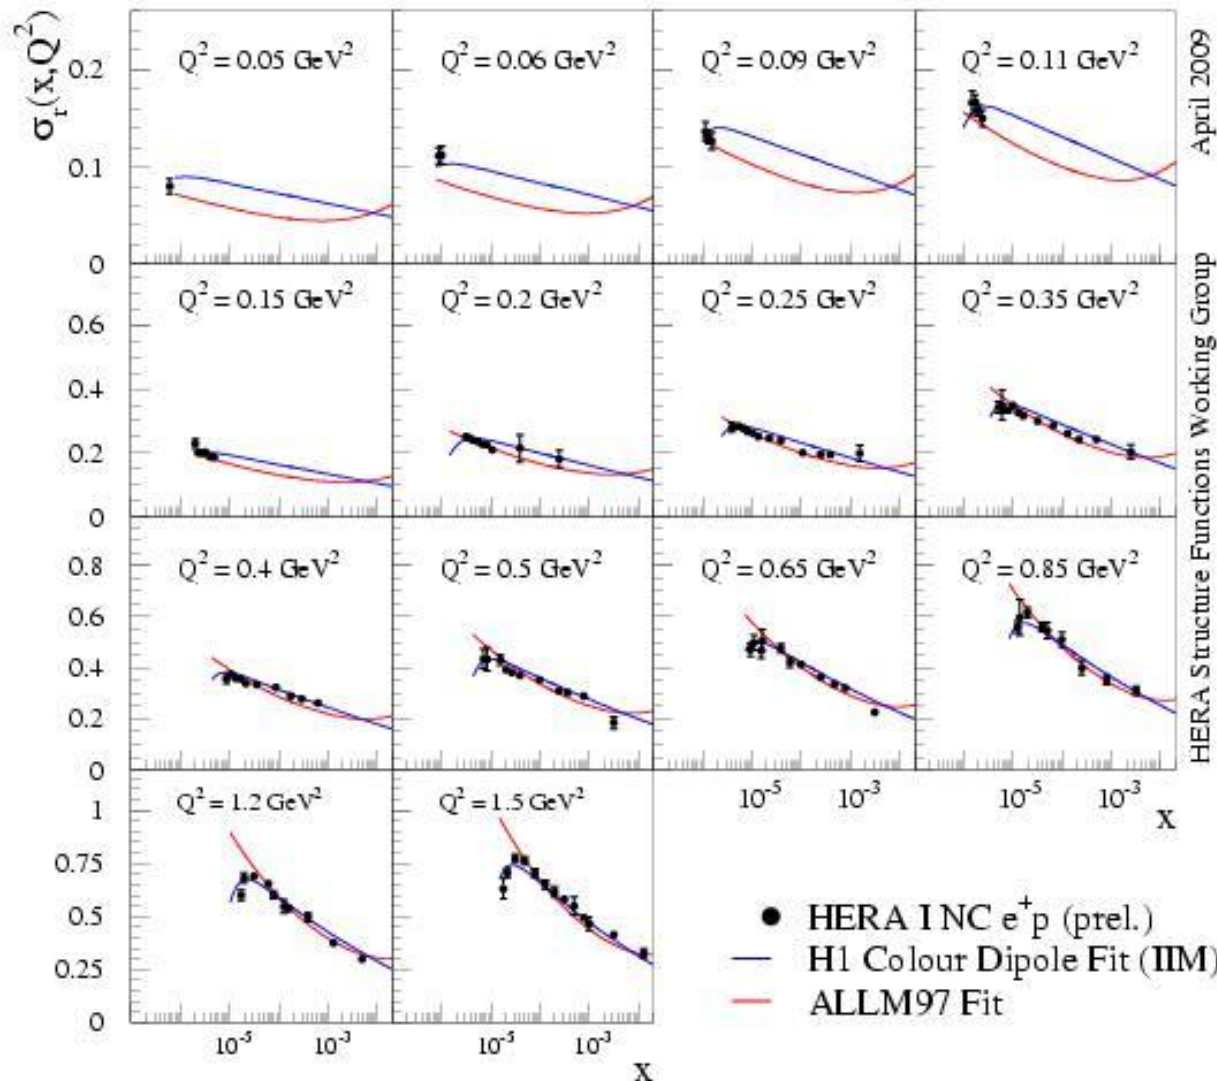 σr(x,Q²)
Q² = 0.05 GeV²
Q² = 0.06 GeV²
Q² = 0.09 GeV²
Q² = 0.11 GeV²
0.2
0.1
0
Q² = 0.15 GeV²
Q² = 0.2 GeV²
Q² = 0.25 GeV²
Q² = 0.35 GeV²
0.6
0.4
0.2
0
Q² = 0.4 GeV²
Q² = 0.5 GeV²
Q² = 0.65 GeV²
Q² = 0.85 GeV²
0.8
0.6
0.4
0.2
0
10⁻⁵ 10⁻³ 10⁻⁵ 10⁻³
x
Q² = 1.2 GeV²
Q² = 1.5 GeV²
1
0.75
0.5
0.25
0
10⁻⁵ 10⁻³ 10⁻⁵ 10⁻³
x
HERA I NC e⁺p (prel.)
H1 Colour Dipole Fit (IIM)
ALLM97 Fit
April 2009
HERA Structure Functions Working Group